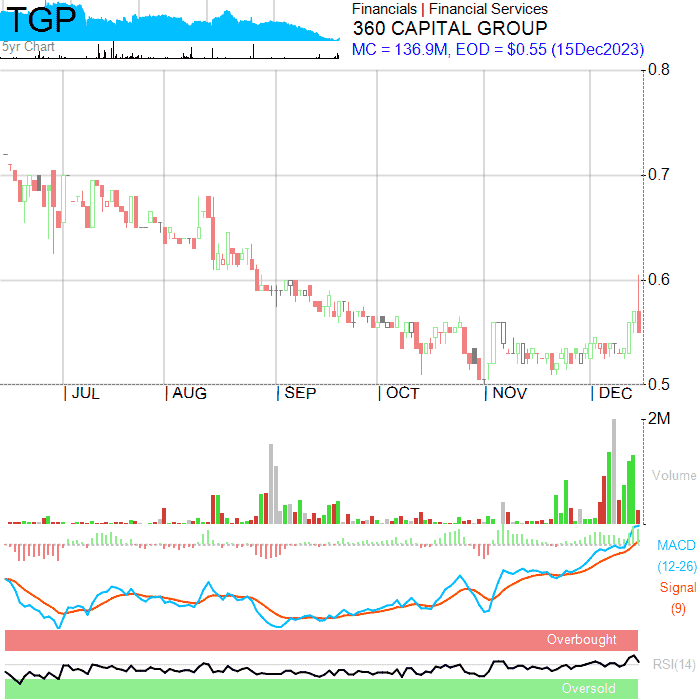 TGP
5yr Chart
Financials | Financial Services
360 CAPITAL GROUP
MC = 136.9M, EOD = $0.55 (15Dec2023)
0.8
0.7
0.6
0.5
| JUL | AUG | SEP | OCT | NOV | DEC
2M
Volume
MACD
(12-26)
Signal
(9)
Overbought
RSI(14)
Oversold